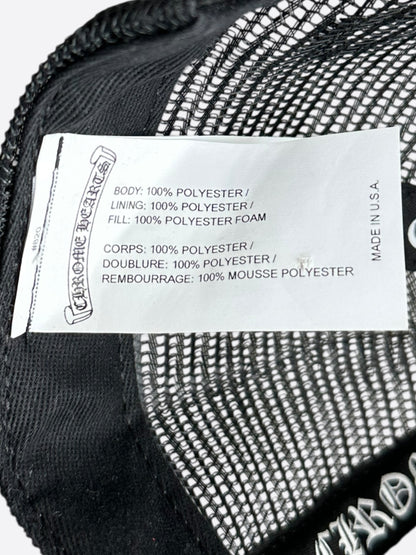 CHROME HEARTS
BODY: 100% POLYESTER /
LINING: 100% POLYESTER /
FILL: 100% POLYESTER FOAM
CORPS: 100% POLYESTER /
DOUBLURE: 100% POLYESTER /
REMBOURRAGE: 100% MOUSSE POLYESTER
MADE IN U.S.A.
CHRO